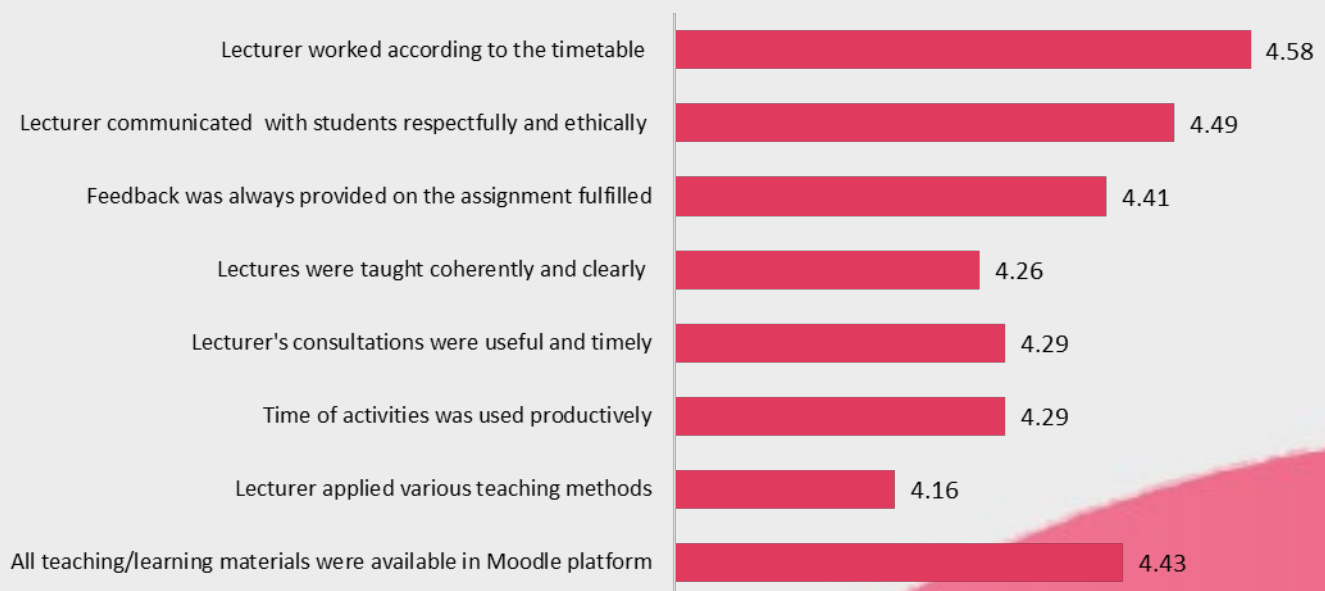 Lecturer worked according to the timetable 4.58
Lecturer communicated  with students respectfully and ethically 4.49
Feedback was always provided on the assignment fulfilled 4.41
Lectures were taught coherently and clearly 4.26
Lecturer's consultations were useful and timely 4.29
Time of activities was used productively 4.29
Lecturer applied various teaching methods 4.16
All teaching/learning materials were available in Moodle platform 4.43